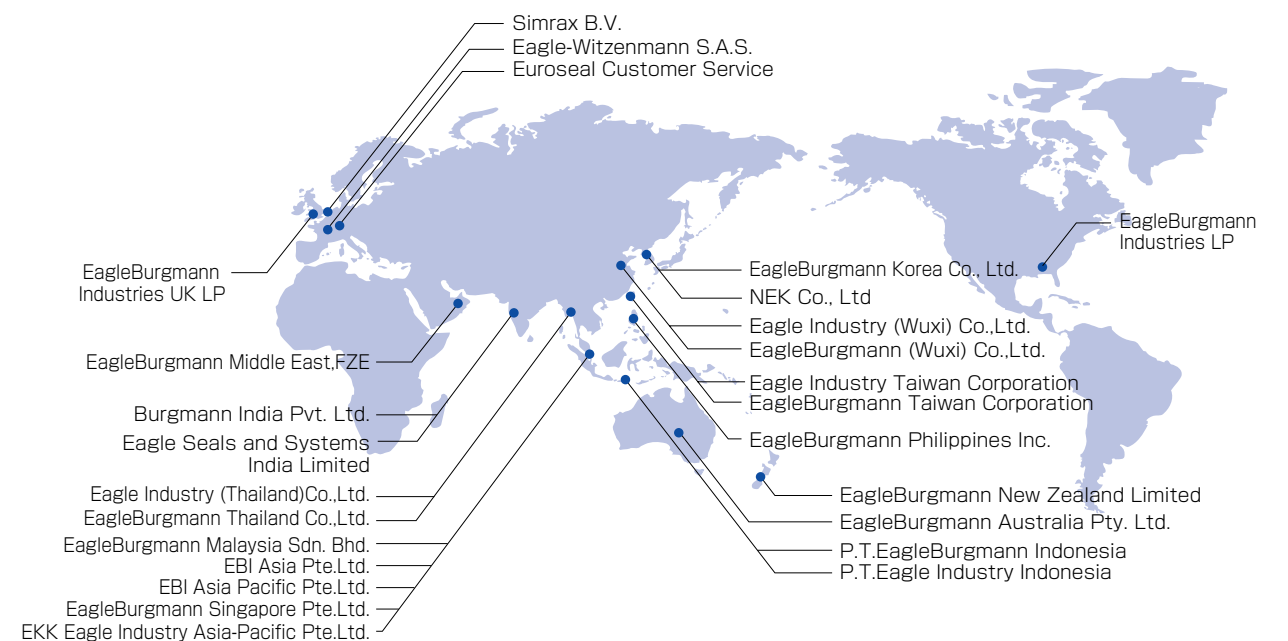 Simrax B.V.
Eagle-Witzenmann S.A.S.
Euroseal Customer Service
EagleBurgmann
Industries UK LP
EagleBurgmann Middle East,FZE
Burgmann India Pvt. Ltd.
Eagle Seals and Systems
India Limited
Eagle Industry (Thailand)Co.,Ltd.
EagleBurgmann Thailand Co.,Ltd.
EagleBurgmann Malaysia Sdn. Bhd.
EBI Asia Pte.Ltd.
EBI Asia Pacific Pte.Ltd.
EagleBurgmann Singapore Pte.Ltd.
EKK Eagle Industry Asia-Pacific Pte.Ltd.
EagleBurgmann
Industries LP
EagleBurgmann Korea Co., Ltd.
NEK Co., Ltd
Eagle Industry (Wuxi) Co.,Ltd.
EagleBurgmann (Wuxi) Co.,Ltd.
Eagle Industry Taiwan Corporation
EagleBurgmann Taiwan Corporation
EagleBurgmann Philippines Inc.
EagleBurgmann New Zealand Limited
EagleBurgmann Australia Pty. Ltd.
P.T.EagleBurgmann Indonesia
P.T.Eagle Industry Indonesia